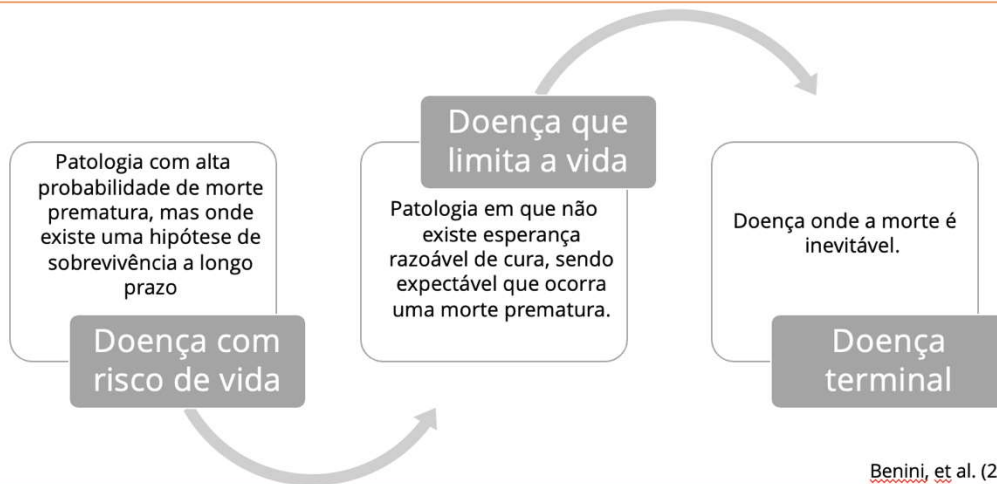 Patologia com alta
probabilidade de morte
prematura, mas onde
existe uma hipótese de
sobrevivência a longo
prazo
Doença com
risco de vida
Doença que
limita a vida
Patologia em que não
existe esperança
razoável de cura, sendo
expectável que ocorra
uma morte prematura.
Doença onde a morte é
inevitável.
Doença
terminal
Benini, et al. (2